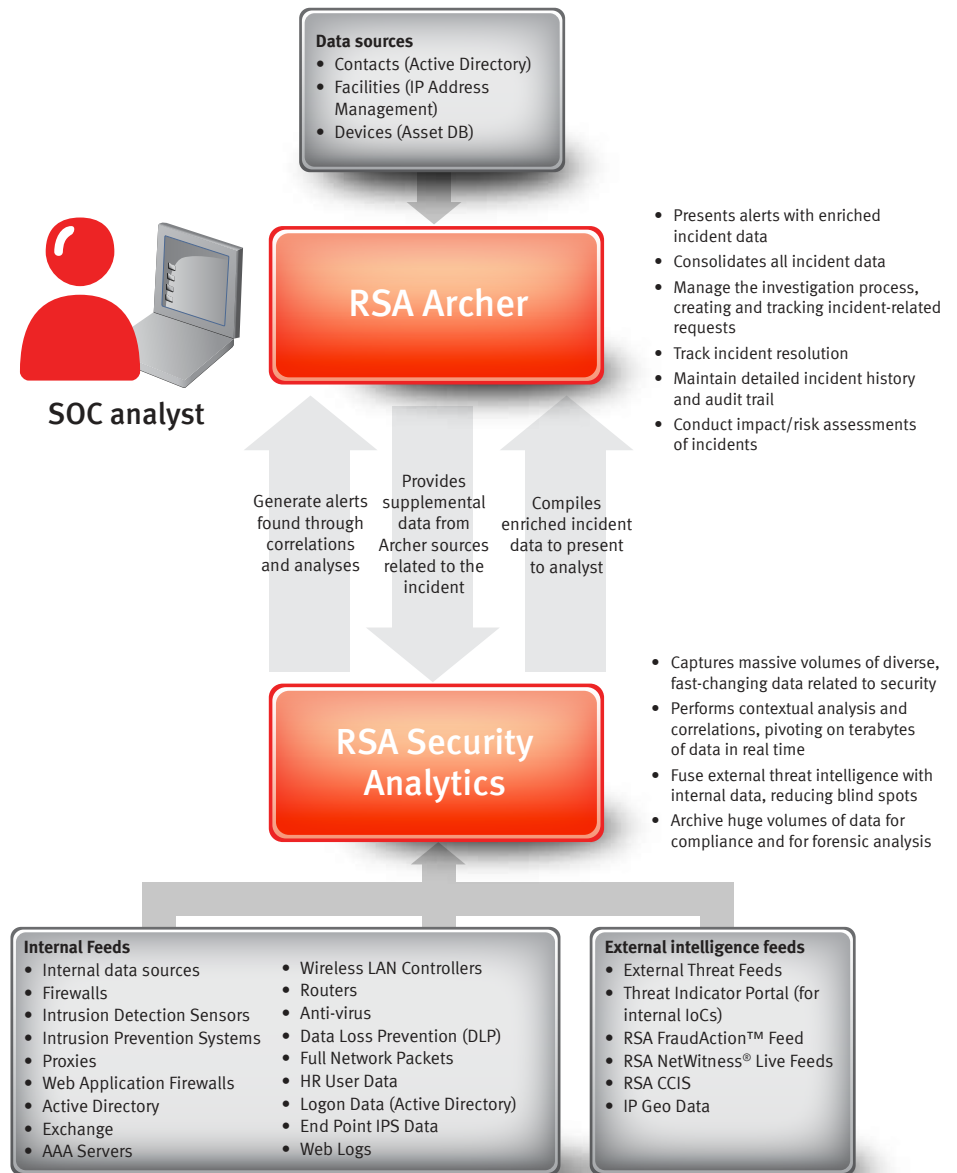 Data sources
• Contacts (Active Directory)
• Facilities (IP Address
Management)
• Devices (Asset DB)
RSA Archer
SOC analyst
• Presents alerts with enriched
incident data
• Consolidates all incident data
• Manage the investigation process,
creating and tracking incident-related
requests
• Track incident resolution
• Maintain detailed incident history
and audit trail
• Conduct impact/risk assessments
of incidents
Generate alerts
found through
correlations
and analyses
Provides
supplemental
data from
Archer sources
related to the
incident
Compiles
enriched incident
data to present
to analyst
RSA Security
Analytics
• Captures massive volumes of diverse,
fast-changing data related to security
• Performs contextual analysis and
correlations, pivoting on terabytes
of data in real time
• Fuse external threat intelligence with
internal data, reducing blind spots
• Archive huge volumes of data for
compliance and for forensic analysis
Internal Feeds
• Internal data sources
• Firewalls
• Intrusion Detection Sensors
• Intrusion Prevention Systems
• Proxies
• Web Application Firewalls
• Active Directory
• Exchange
• AAA Servers
• Wireless LAN Controllers
• Routers
• Anti-virus
• Data Loss Prevention (DLP)
• Full Network Packets
• HR User Data
• Logon Data (Active Directory)
• End Point IPS Data
• Web Logs
External intelligence feeds
• External Threat Feeds
• Threat Indicator Portal (for
internal IoCs)
• RSA FraudAction™ Feed
• RSA NetWitness® Live Feeds
• RSA CCIS
• IP Geo Data